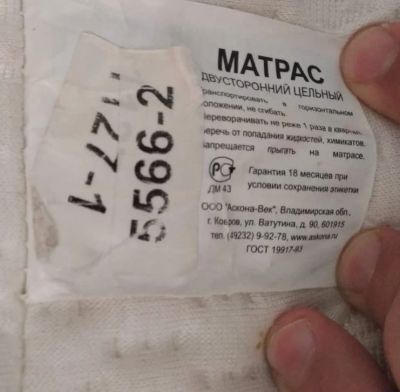 МАТРАС
ДВУСТОРОННИЙ ЦЕЛЬНЫЙ
транспортировать, в горизонтальном
положении, не сгибать.
Переворачивать не реже 1 раза в квартал,
беречь от попадания жидкостей, химикатов.
Запрещается прыгать на матрасе.
РС
ДМ 43
Гарантия 18 месяцев при
условии сохранения этикетки
ООО "Аскона-Век", Владимирская обл.,
г. Ковров, ул. Ватутина, д. 90, 601915
тел. (49232) 9-92-78, www.askona.ru
ГОСТ 19917-93
5566-2